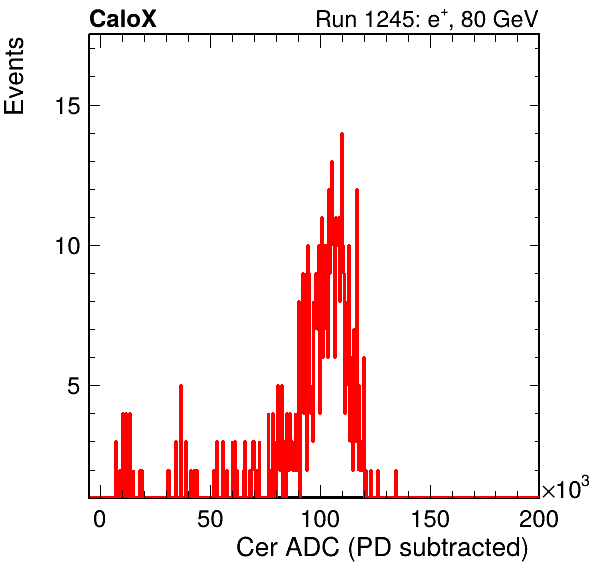 CaloX Run 1245: e⁺, 80 GeV
Events
15
10
5
0 50 100 150 200
×10³
Cer ADC (PD subtracted)